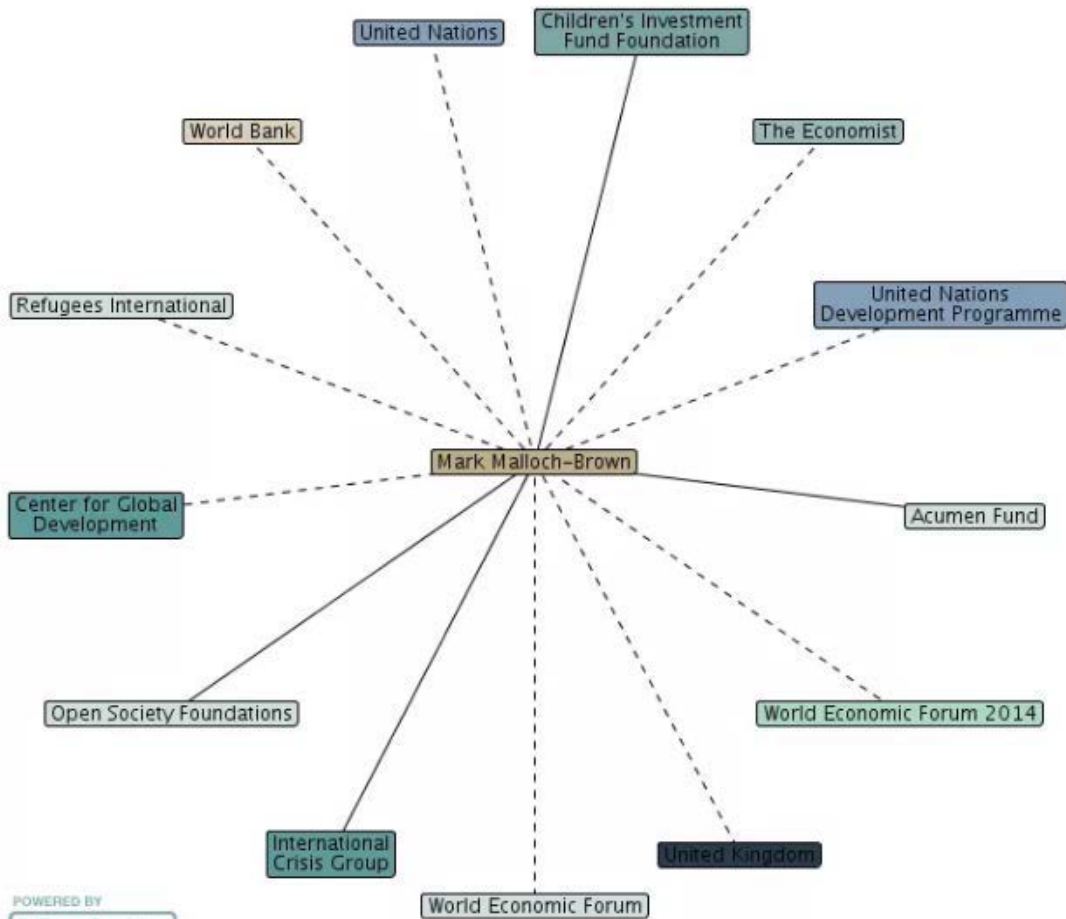 United Nations
Children's Investment
Fund Foundation
World Bank
The Economist
Refugees International
United Nations
Development Programme
Mark Malloch-Brown
Center for Global
Development
Acumen Fund
Open Society Foundations
World Economic Forum 2014
International
Crisis Group
United Kingdom
World Economic Forum
POWERED BY